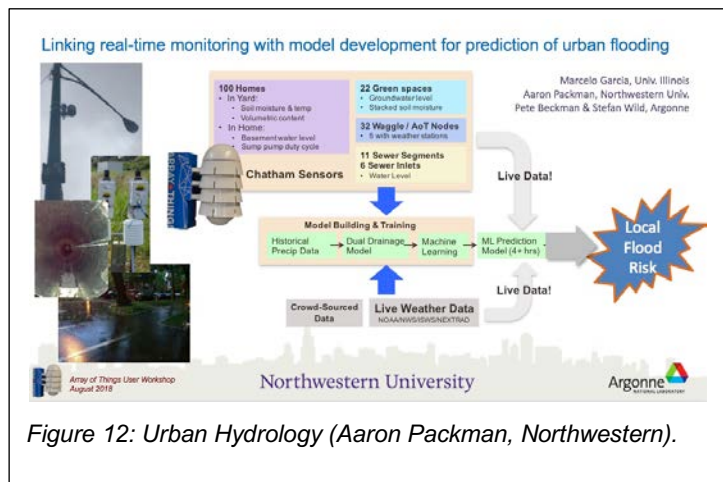 Linking real-time monitoring with model development for prediction of urban flooding
Marcelo Garcia, Univ. Illinois
Aaron Packman, Northwestern Univ.
Pete Beckman & Stefan Wild, Argonne
100 Homes
• In Yard:
• Soil moisture & temp
• Volumetric content
• In Home:
• Basement water level
• Sump pump duty cycle
22 Green spaces
• Groundwater level
• Stacked soil moisture
32 Waggle / AoT Nodes
with weather stations
11 Sewer Segments
6 Sewer Inlets
• Water Level
ARRAY of THINGS
Chatham Sensors
Live Data!
Model Building & Training
Historical
Precip Data
Dual Drainage
Model
Machine
Learning
ML Prediction
Model (4+ hrs)
Local
Flood
Risk
Live Data!
Crowd-Sourced
Data
Live Weather Data
NOAA/NWS/ISWS/NEXTRAD
Array of Things User Workshop
August 2018
Northwestern University
Argonne
NATIONAL LABORATORY
Figure 12: Urban Hydrology (Aaron Packman, Northwestern).